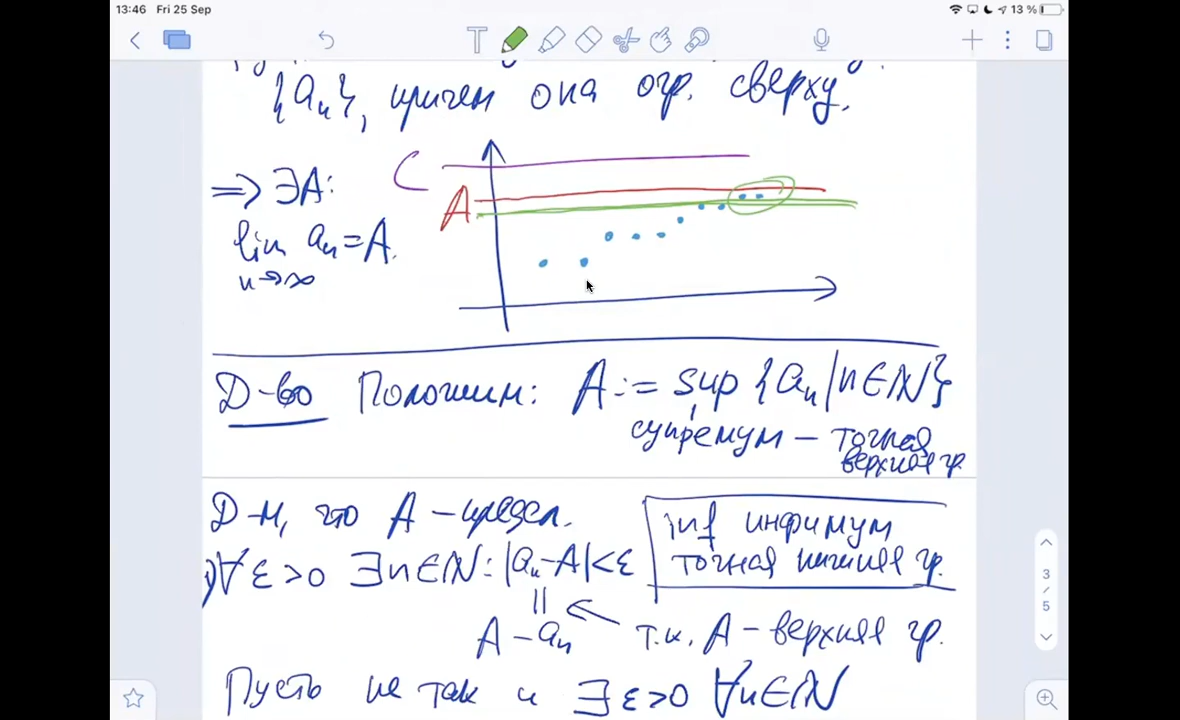 13:46 Fri 25 Sep
13 %
T
{aₙ}, причем она огр. сверху.
C
=> ∃A:
A
lim aₙ = A.
n→∞
Д-во Положим: A := sup {aₙ | n∈ℕ}
супремум – точная
верхняя гр.
Д-м, что A – предел.
inf инфимум
точная нижняя гр.
1) ∀ε>0 ∃n∈ℕ: |aₙ-A|<ε
||
A – aₙ
т.к. A – верхняя гр.
Пусть не так и ∃ε>0 ∀n∈ℕ
3
/
5